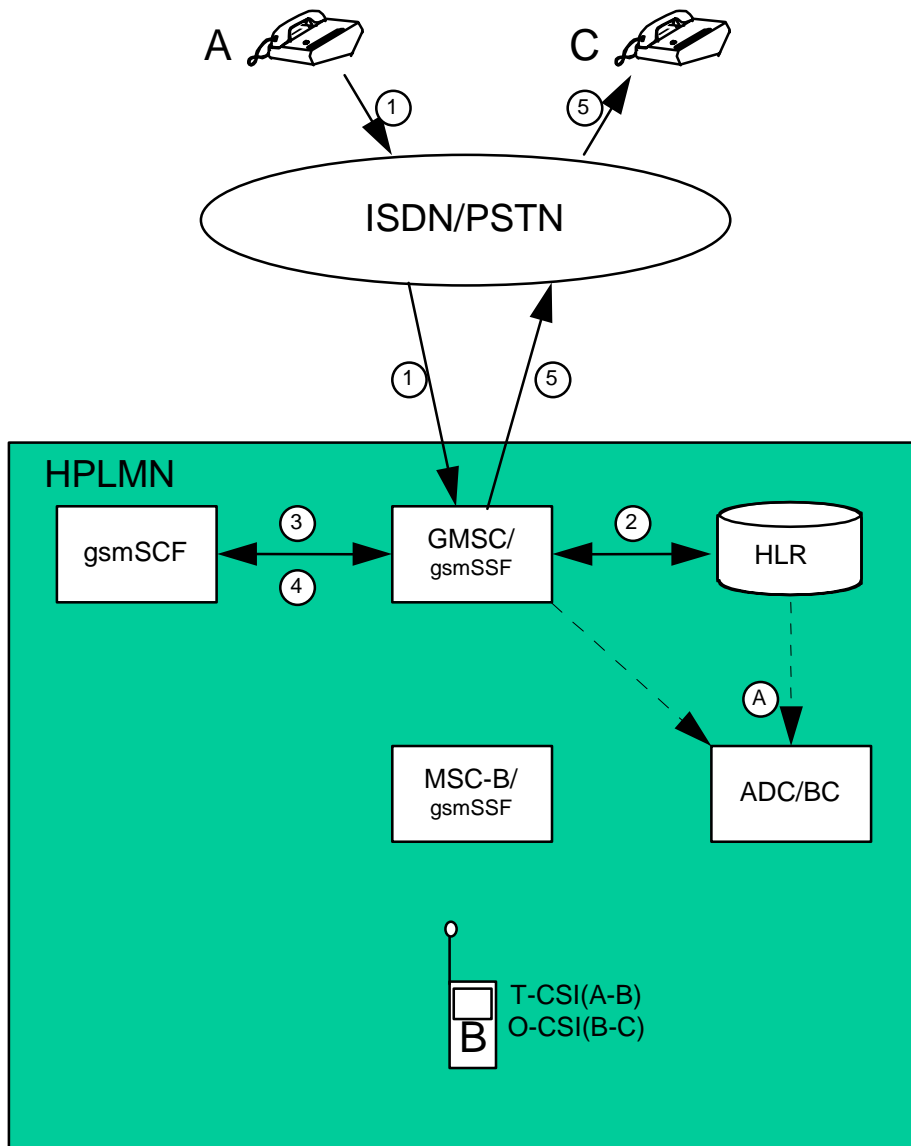 A
C
1
5
ISDN/PSTN
1
5
HPLMN
gsmSCF
3
4
GMSC/
gsmSSF
2
HLR
A
MSC-B/
gsmSSF
ADC/BC
T-CSI(A-B)
O-CSI(B-C)
B